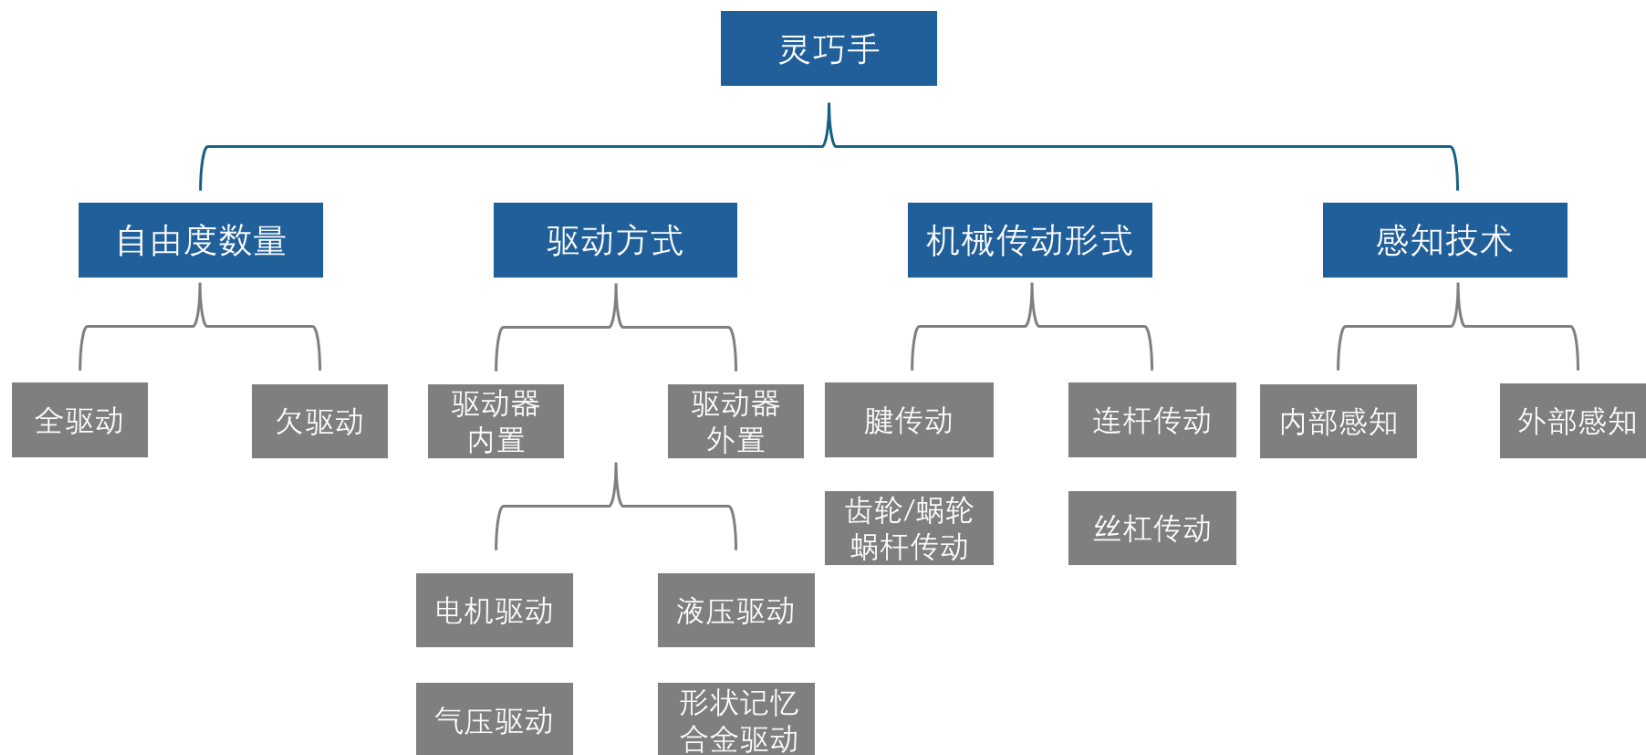 灵巧手
自由度数量
驱动方式
机械传动形式
感知技术
全驱动
欠驱动
驱动器
内置
驱动器
外置
腱传动
连杆传动
内部感知
外部感知
齿轮/蜗轮
蜗杆传动
丝杠传动
电机驱动
液压驱动
气压驱动
形状记忆
合金驱动